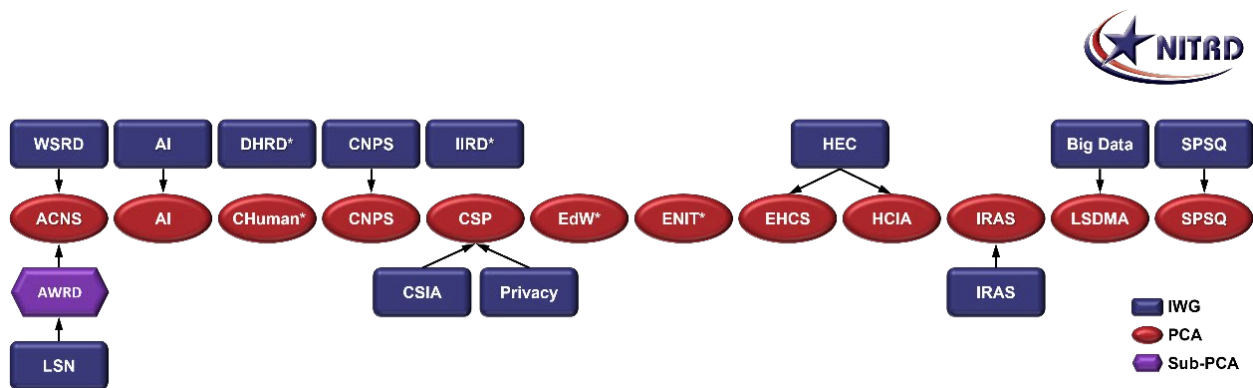 NITRD
WSRD
AI
DHRD*
CNPS
IIRD*
HEC
Big Data
SPSQ
ACNS
AI
CHuman*
CNPS
CSP
EdW*
ENIT*
EHCS
HCIA
IRAS
LSDMA
SPSQ
AWRD
CSIA
Privacy
IRAS
LSN
IWG
PCA
Sub-PCA